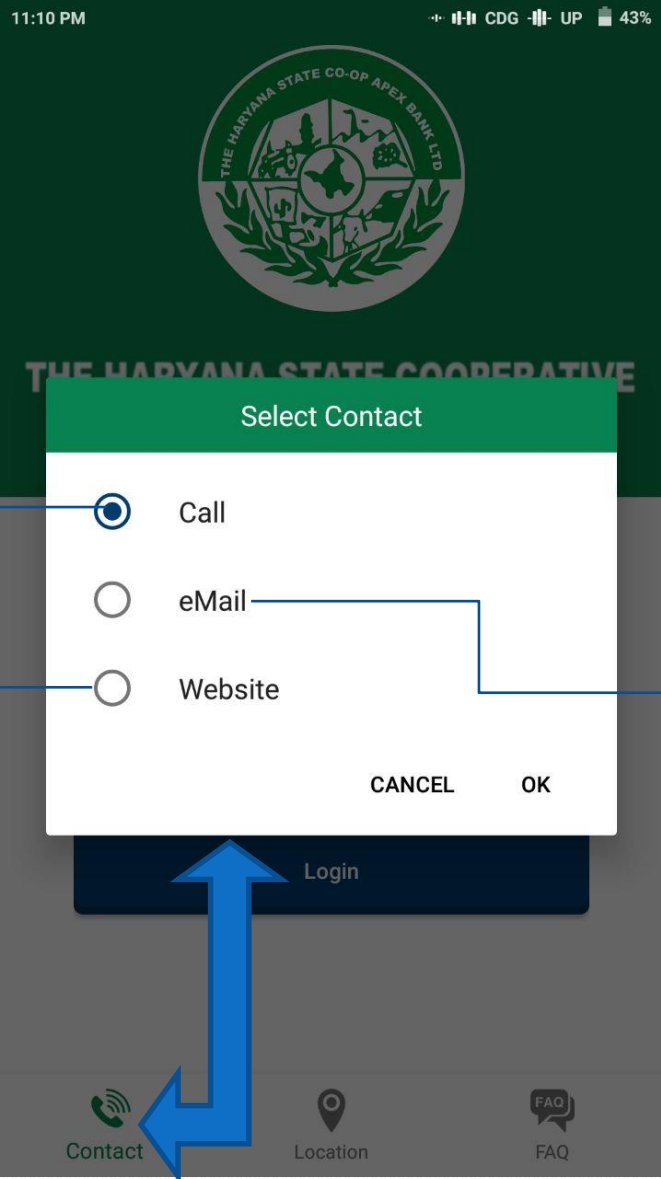 11:10 PM CDG UP 43%
THE HARYANA STATE CO-OP APEX BANK LTD
THE HARYANA STATE COOPERATIVE
Select Contact
Call
eMail
Website
CANCEL OK
Login
FAQ
Contact Location FAQ